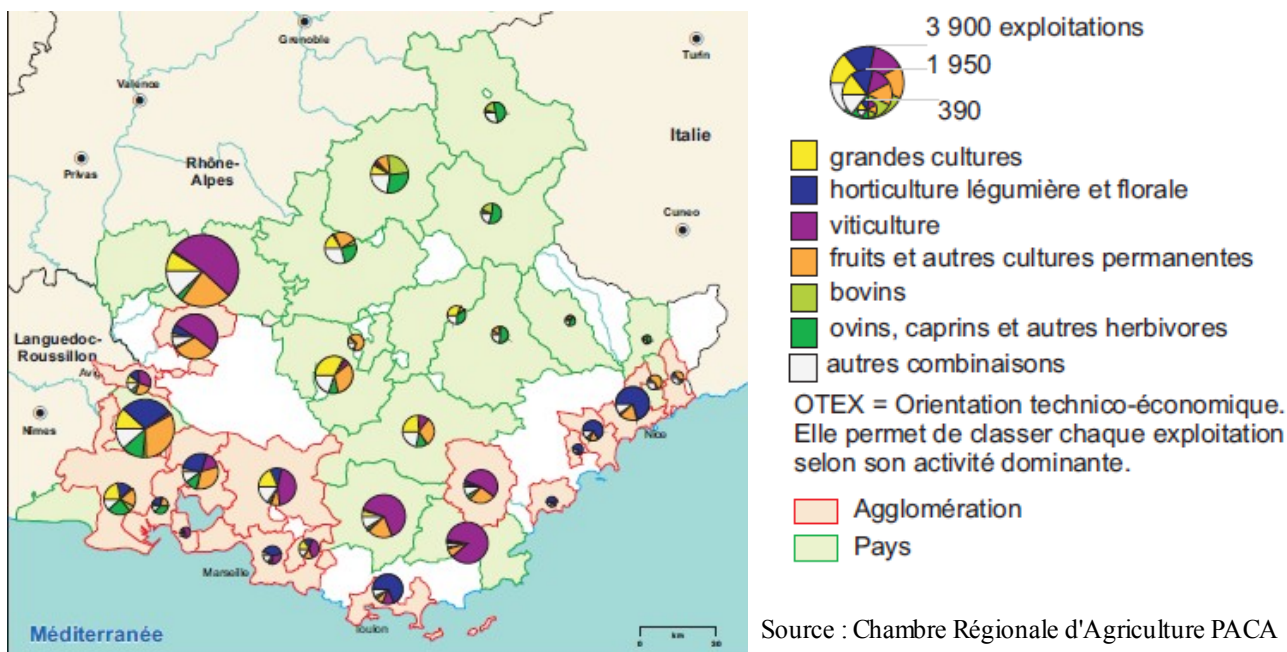 Grenoble
Turin
Valence
Italie
Privas
Rhône-
Alpes
Cuneo
Languedoc-
Roussillon
Nîmes
Nice
Marseille
Toulon
Méditerranée
km
0
3 900 exploitations
1 950
390
grandes cultures
horticulture légumière et florale
viticulture
fruits et autres cultures permanentes
bovins
ovins, caprins et autres herbivores
autres combinaisons
OTEX = Orientation technico-économique.
Elle permet de classer chaque exploitation
selon son activité dominante.
Agglomération
Pays
Source : Chambre Régionale d'Agriculture PACA